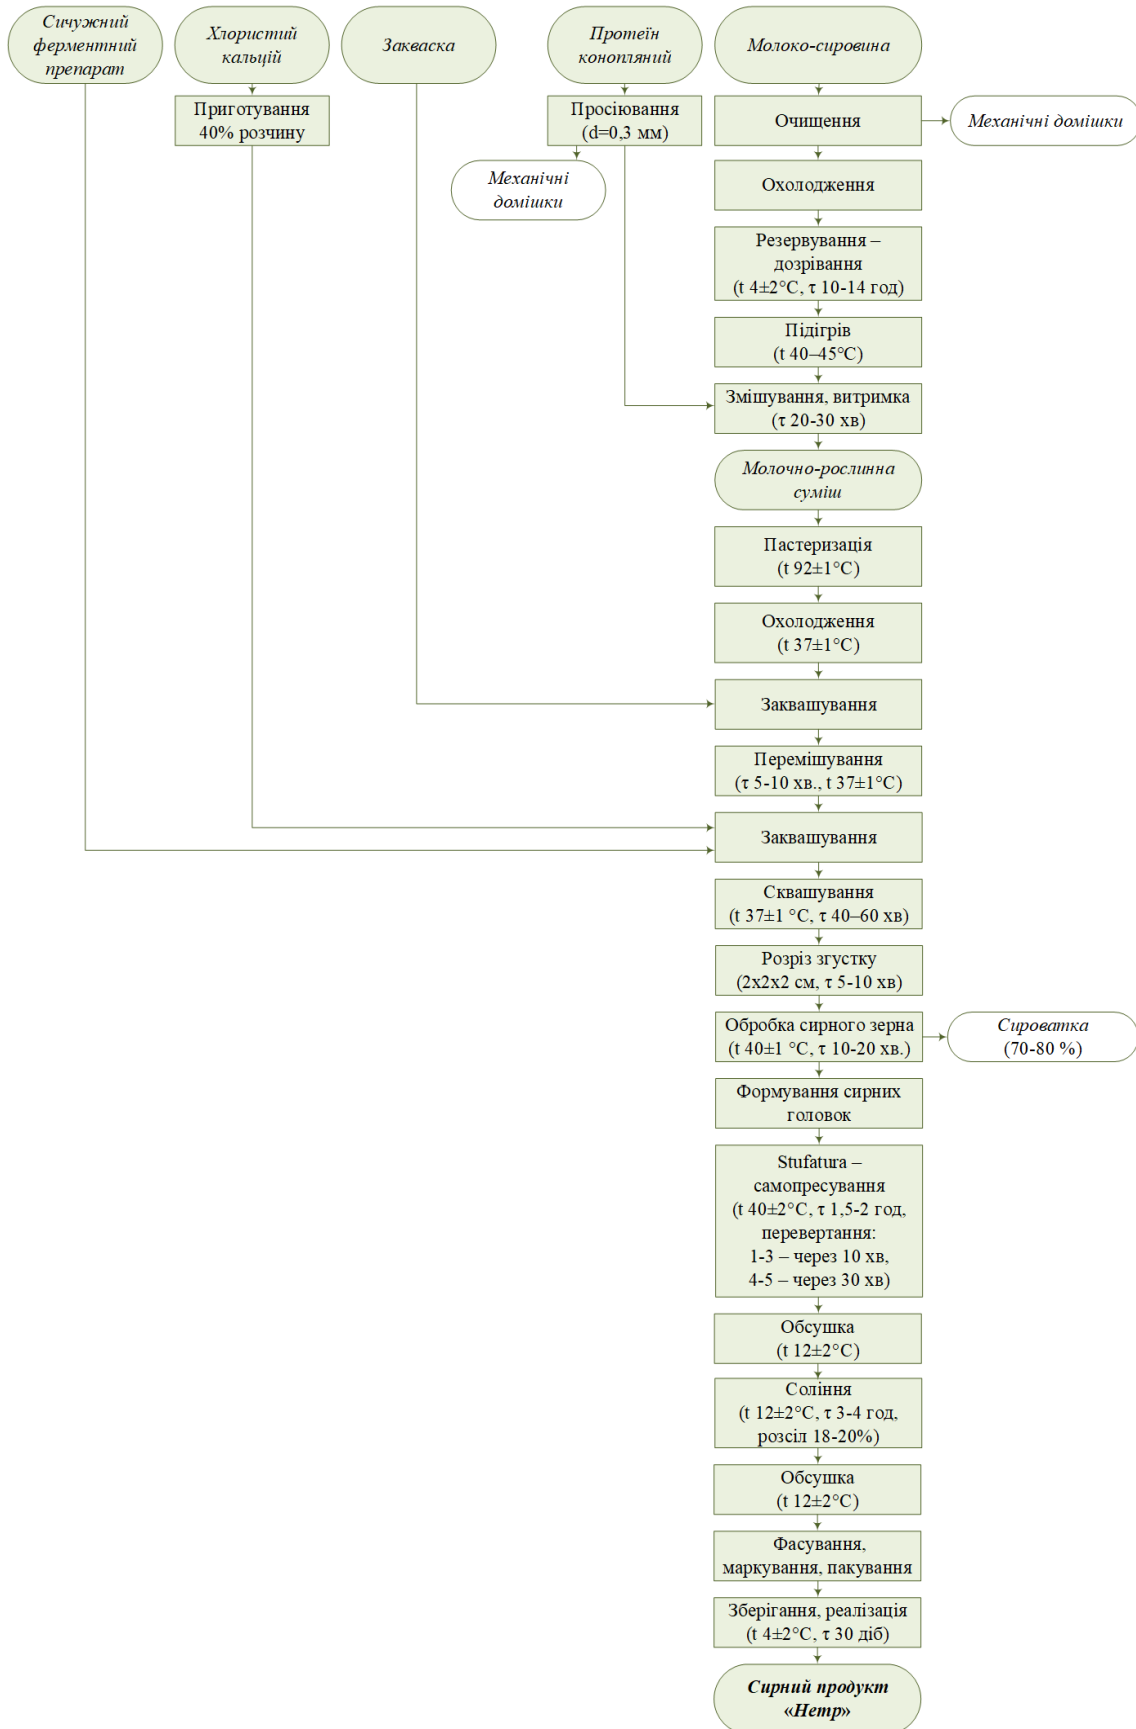 Сичужний
ферментний
препарат
Хлористий
кальцій
Закваска
Протеїн
конопляний
Молоко-сировина
Приготування
40% розчину
Просіювання
(d=0,3 мм)
Очищення
Механічні домішки
Механічні
домішки
Охолодження
Резервування –
дозрівання
(t 4±2°C, τ 10-14 год)
Підігрів
(t 40–45°C)
Змішування, витримка
(τ 20-30 хв)
Молочно-рослинна
суміш
Пастеризація
(t 92±1°C)
Охолодження
(t 37±1°C)
Заквашування
Перемішування
(τ 5-10 хв., t 37±1°C)
Заквашування
Сквашування
(t 37±1 °C, τ 40–60 хв)
Розріз згустку
(2x2x2 см, τ 5-10 хв)
Обробка сирного зерна
(t 40±1 °C, τ 10-20 хв.)
Сироватка
(70-80 %)
Формування сирних
головок
Stufatura –
самопресування
(t 40±2°C, τ 1,5-2 год,
перевертання:
1-3 – через 10 хв,
4-5 – через 30 хв)
Обсушка
(t 12±2°C)
Соління
(t 12±2°C, τ 3-4 год,
розсіл 18-20%)
Обсушка
(t 12±2°C)
Фасування,
маркування, пакування
Зберігання, реалізація
(t 4±2°C, τ 30 діб)
Сирний продукт
«Hemp»